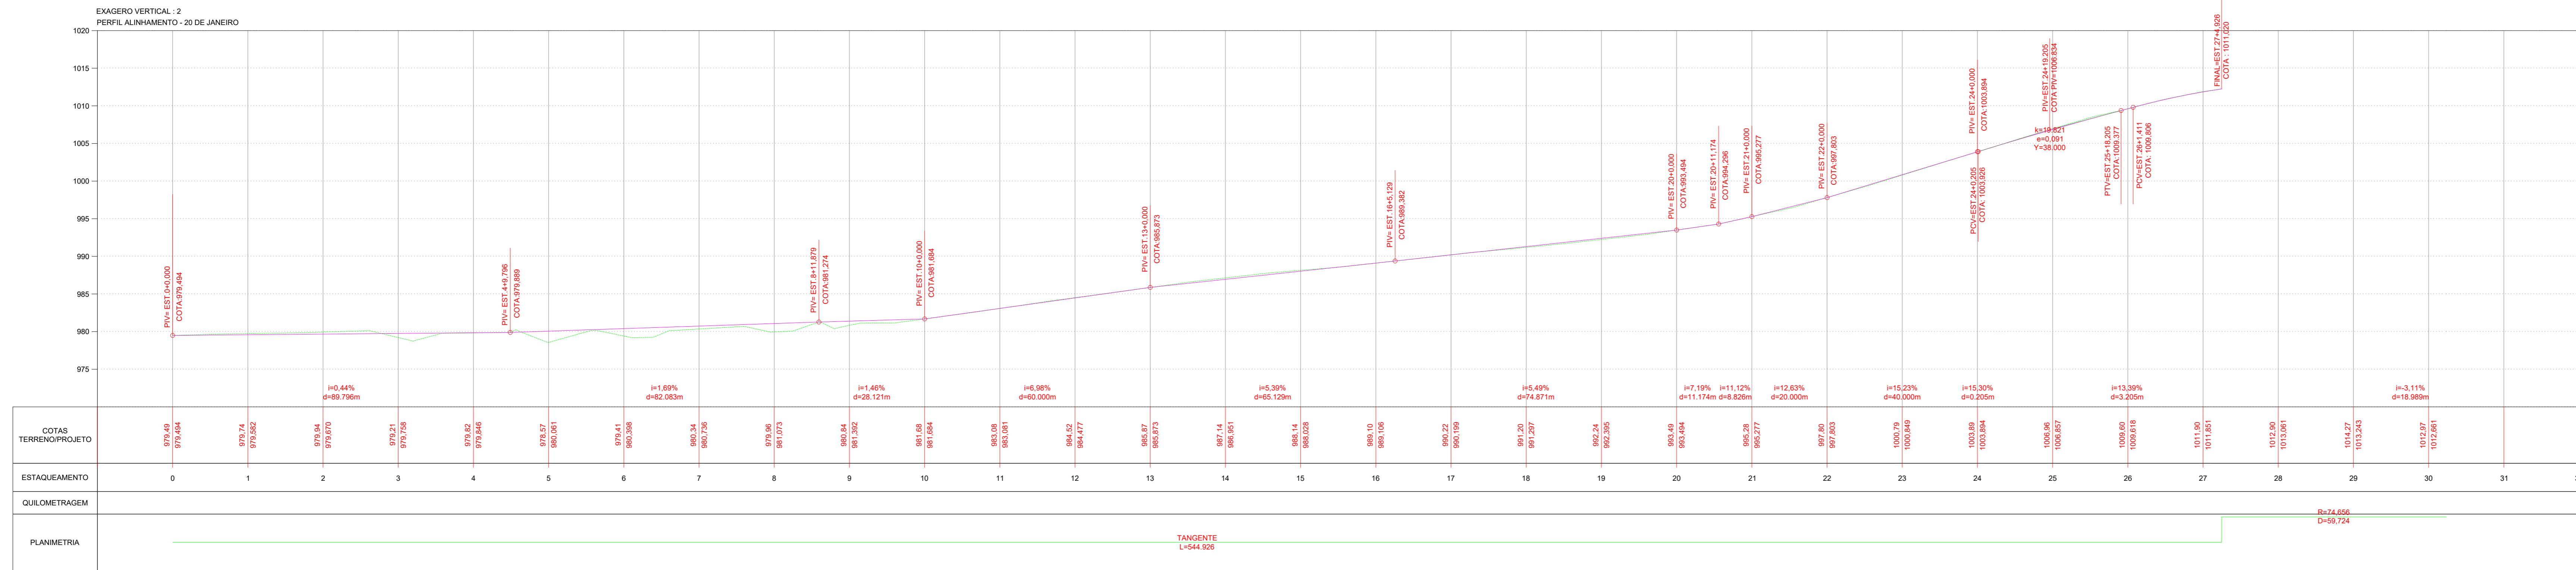 EXAGERO VERTICAL : 2
PERFIL ALINHAMENTO - 20 DE JANEIRO
1020
1015
1010
1005
1000
995
990
985
980
975
PIV= EST.0+0,000
COTA:979,494
PIV= EST.4+9,796
COTA:979,889
PIV= EST.8+11,879
COTA:981,274
PIV= EST.10+0,000
COTA:981,684
PIV= EST.13+0,000
COTA:985,873
PIV= EST.16+5,129
COTA:989,382
PIV= EST.20+0,000
COTA:993,494
PIV= EST.20+11,174
COTA:994,296
PIV= EST.21+0,000
COTA:995,277
PIV= EST.22+0,000
COTA:997,803
PIV= EST.24+0,000
COTA:1003,894
PCV=EST.24+0,205
COTA: 1003,926
PIV=EST.24+19,205
COTA PIV=1006.834
k=19,821
e=0,091
Y=38.000
PTV=EST.25+18,205
COTA:1009.377
PCV=EST.26+1,411
COTA: 1009,806
FINAL=EST.27+4,926
COTA : 1011,020
i=0,44%
d=89.796m
i=1,69%
d=82.083m
i=1,46%
d=28.121m
i=6,98%
d=60.000m
i=5,39%
d=65.129m
i=5,49%
d=74.871m
i=7,19%
d=11.174m
i=11,12%
d=8.826m
i=12,63%
d=20.000m
i=15,23%
d=40.000m
i=15,30%
d=0.205m
i=13,39%
d=3.205m
i=-3,11%
d=18.989m
COTAS
TERRENO/PROJETO
979,49
979,494
979,74
979,582
979,94
979,670
979,21
979,758
979,82
979,846
978,57
980,061
979,41
980,398
980,34
980,736
979,96
981,073
980,84
981,392
981,68
981,684
983,08
983,081
984,52
984,477
985,87
985,873
987,14
986,951
988,14
988,028
989,10
989,106
990,22
990,199
991,20
991,297
992,24
992,395
993,49
993,494
995,28
995,277
997,80
997,803
1000,79
1000,849
1003,89
1003,894
1006,96
1006,857
1009,60
1009,618
1011,90
1011,851
1012,90
1013,061
1014,27
1013,243
1012,97
1012,661
ESTAQUEAMENTO
0 1 2 3 4 5 6 7 8 9 10 11 12 13 14 15 16 17 18 19 20 21 22 23 24 25 26 27 28 29 30 31
QUILOMETRAGEM
PLANIMETRIA
TANGENTE
L=544.926
R=74,656
D=59,724